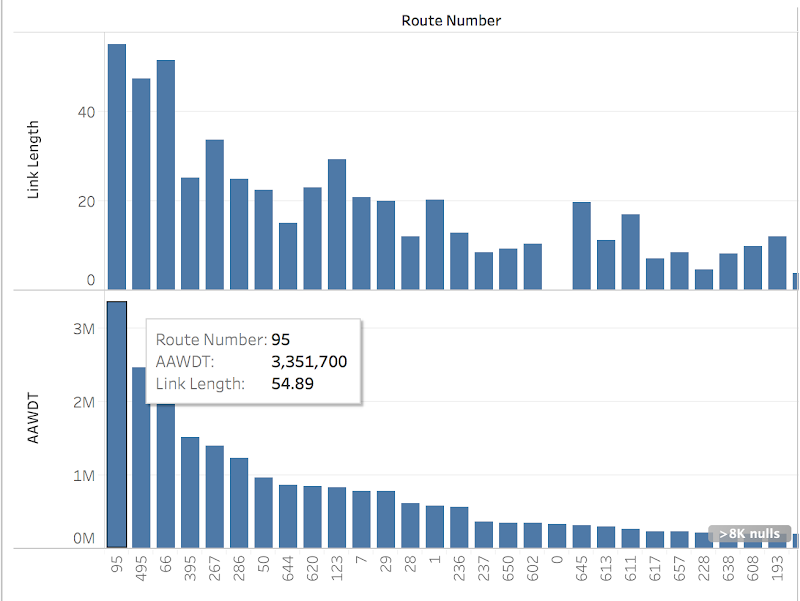 Route Number
Link Length
40
20
0
AAWDT
3M
2M
1M
0M
Route Number: 95
AAWDT: 3,351,700
Link Length: 54.89
>8K nulls
95 495 66 395 267 286 50 644 620 123 7 29 28 1 236 237 650 602 0 645 613 611 617 657 228 638 608 193